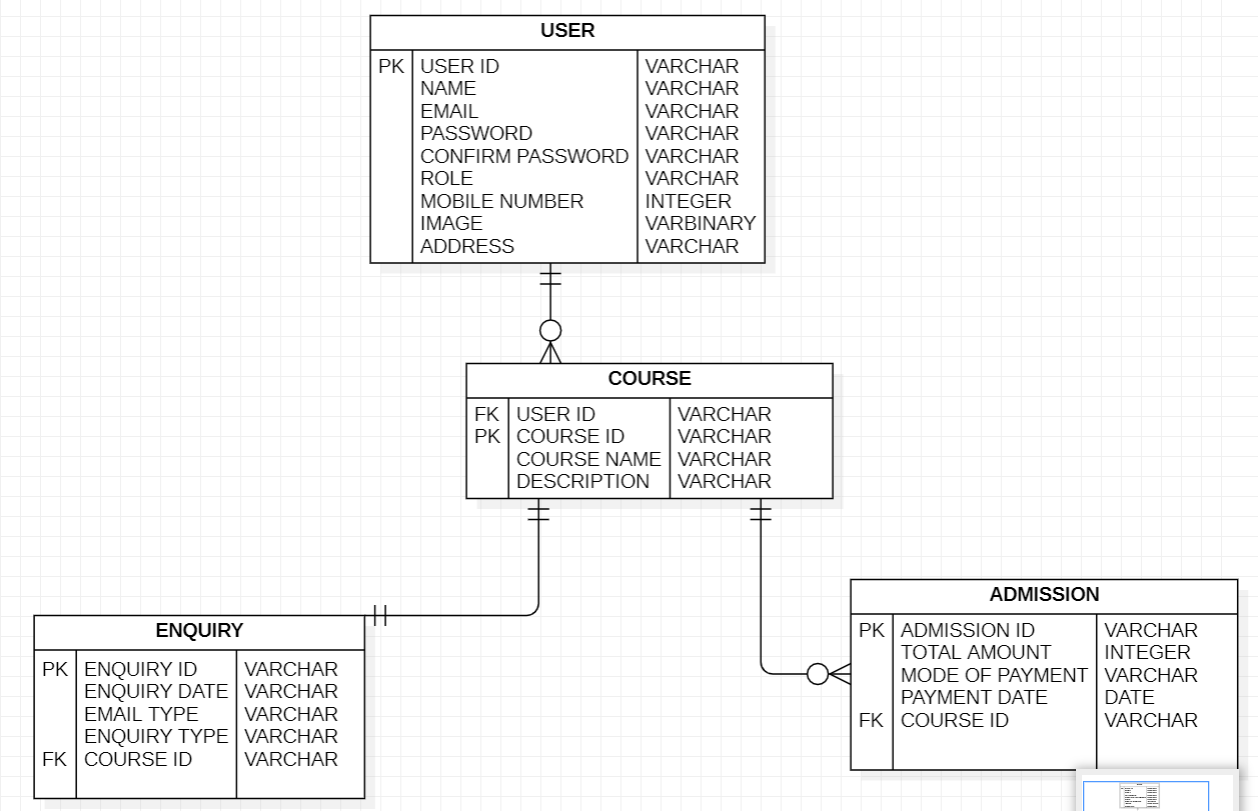 USER
PK USER ID VARCHAR
NAME VARCHAR
EMAIL VARCHAR
PASSWORD VARCHAR
CONFIRM PASSWORD VARCHAR
ROLE VARCHAR
MOBILE NUMBER INTEGER
IMAGE VARBINARY
ADDRESS VARCHAR
COURSE
FK USER ID VARCHAR
PK COURSE ID VARCHAR
COURSE NAME VARCHAR
DESCRIPTION VARCHAR
ENQUIRY
PK ENQUIRY ID VARCHAR
ENQUIRY DATE VARCHAR
EMAIL TYPE VARCHAR
ENQUIRY TYPE VARCHAR
FK COURSE ID VARCHAR
ADMISSION
PK ADMISSION ID VARCHAR
TOTAL AMOUNT INTEGER
MODE OF PAYMENT VARCHAR
PAYMENT DATE DATE
FK COURSE ID VARCHAR